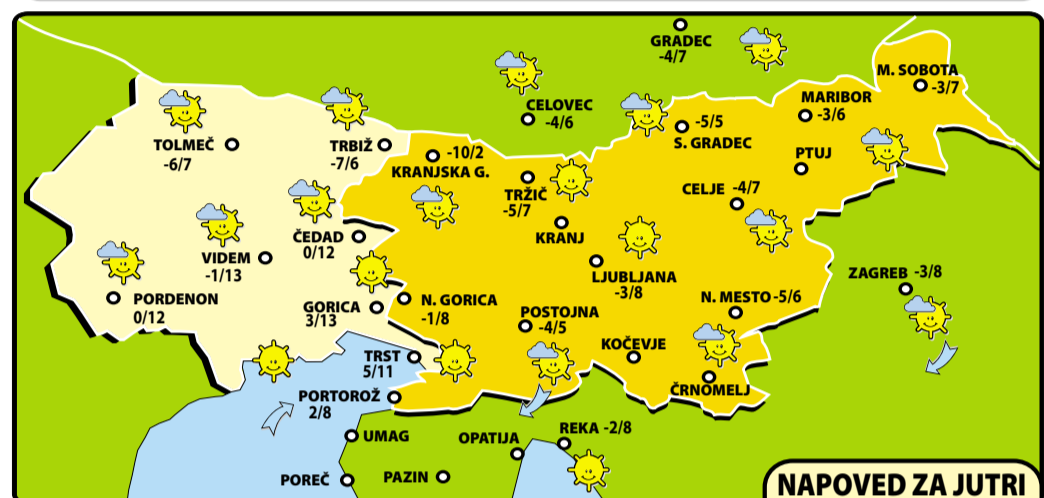 GRADEC
-4/7
M. SOBOTA
-3/7
CELOVEC
-4/6
MARIBOR
-3/6
-5/5
S. GRADEC
TOLMEČ
-6/7
TRBIŽ
-7/6
-10/2
KRANJSKA G.
PTUJ
TRŽIČ
-5/7
CELJE -4/7
KRANJ
ČEDAD
0/12
VIDEM
-1/13
LJUBLJANA
-3/8
ZAGREB -3/8
PORDENON
0/12
GORICA
3/13
N. GORICA
-1/8
N. MESTO -5/6
POSTOJNA
-4/5
KOČEVJE
TRST
5/11
ČRNOMELJ
PORTOROŽ
2/8
UMAG
OPATIJA
REKA -2/8
POREČ
PAZIN
NAPOVED ZA JUTRI